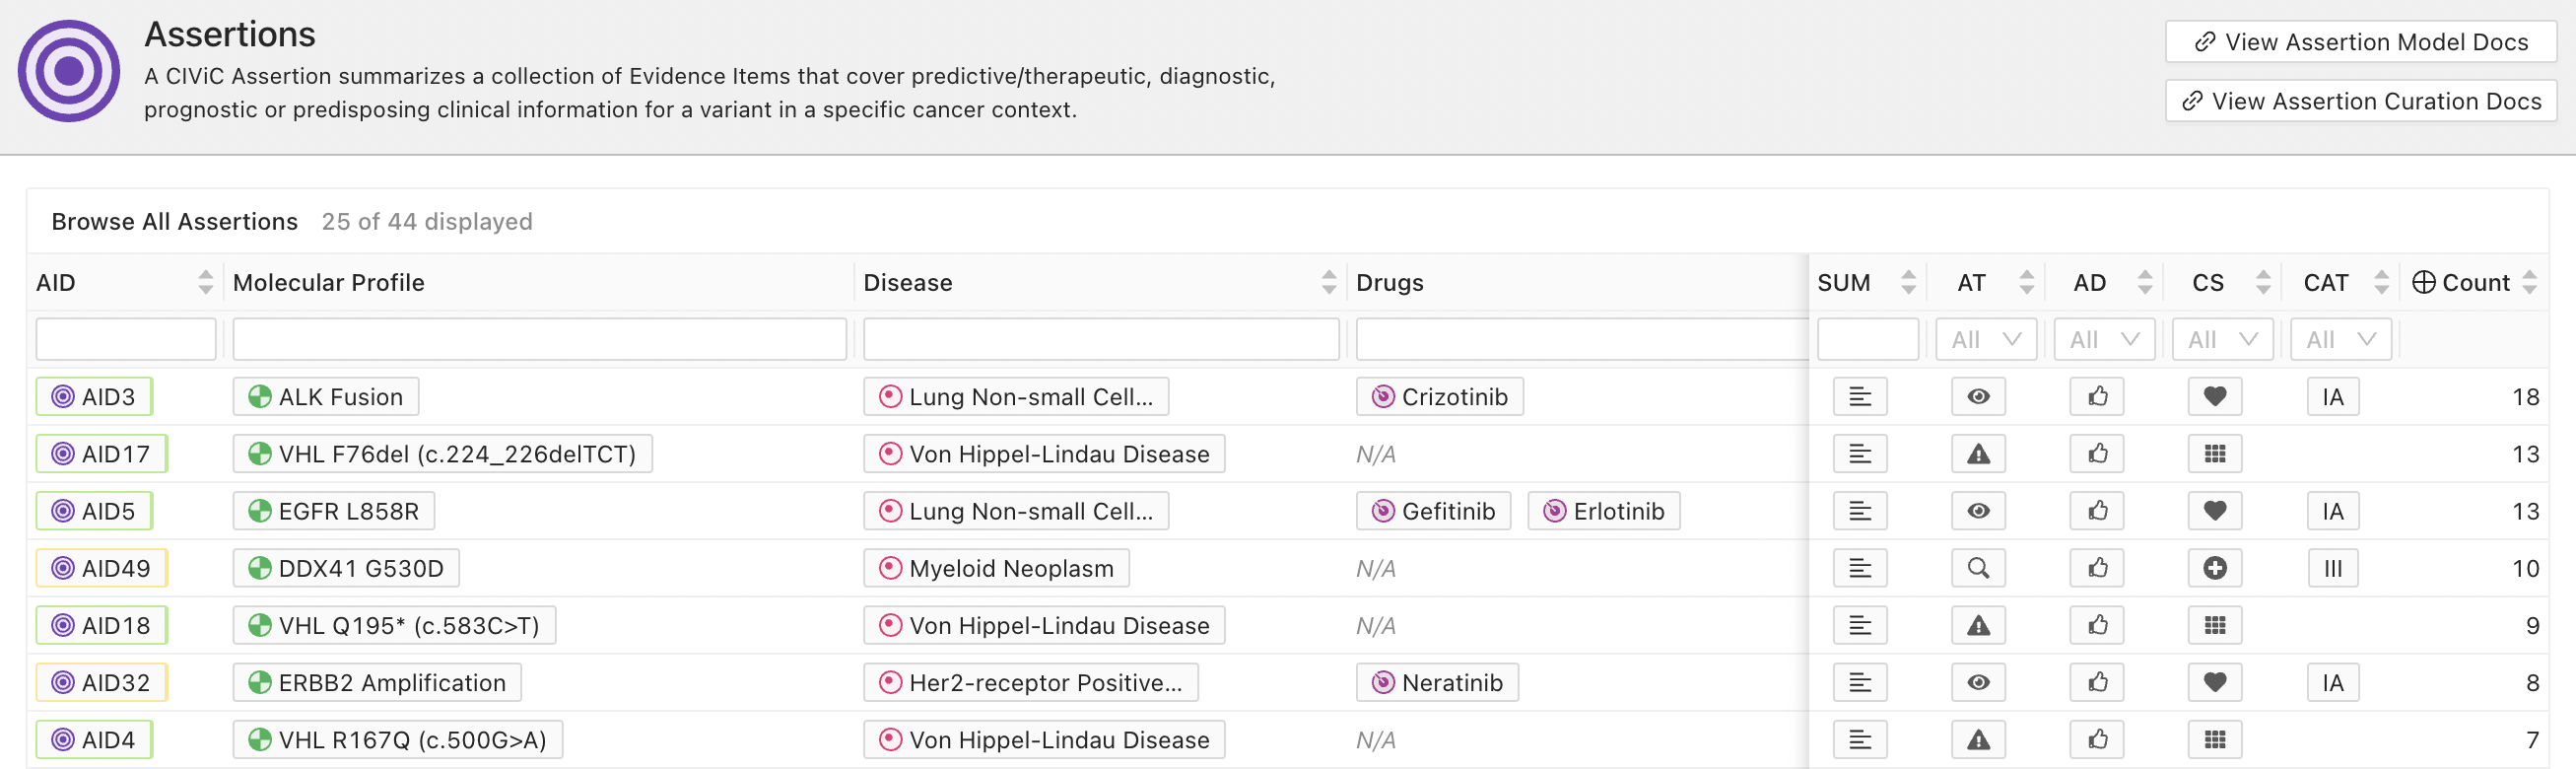 Assertions
A CIViC Assertion summarizes a collection of Evidence Items that cover predictive/therapeutic, diagnostic,
prognostic or predisposing clinical information for a variant in a specific cancer context.
View Assertion Model Docs
View Assertion Curation Docs
Browse All Assertions 25 of 44 displayed
AID Molecular Profile Disease Drugs SUM AT AD CS CAT Count
All All All All
AID3 ALK Fusion Lung Non-small Cell... Crizotinib IA 18
AID17 VHL F76del (c.224_226delTCT) Von Hippel-Lindau Disease N/A 13
AID5 EGFR L858R Lung Non-small Cell... Gefitinib Erlotinib IA 13
AID49 DDX41 G530D Myeloid Neoplasm N/A III 10
AID18 VHL Q195* (c.583C>T) Von Hippel-Lindau Disease N/A 9
AID32 ERBB2 Amplification Her2-receptor Positive... Neratinib IA 8
AID4 VHL R167Q (c.500G>A) Von Hippel-Lindau Disease N/A 7